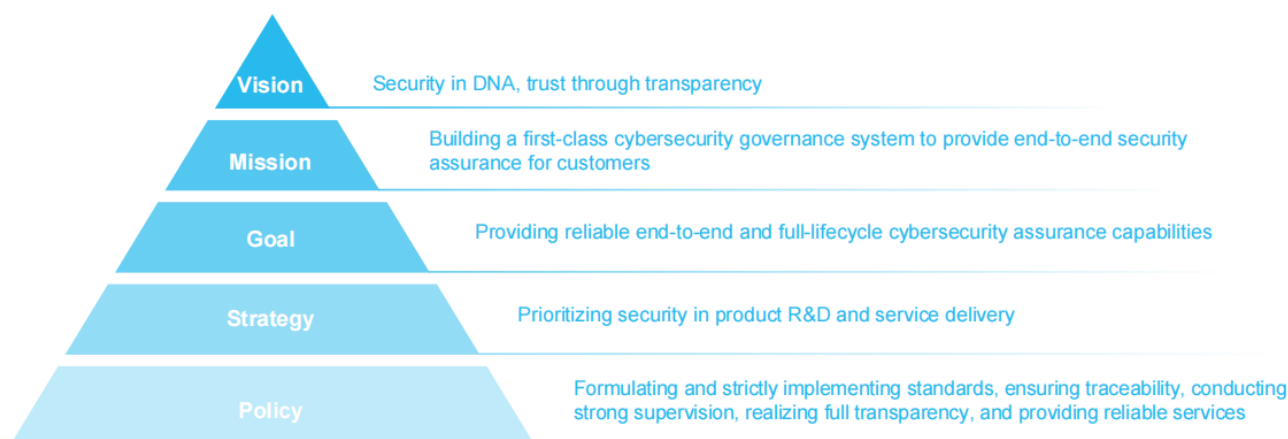 Vision
Security in DNA, trust through transparency
Mission
Building a first-class cybersecurity governance system to provide end-to-end security
assurance for customers
Goal
Providing reliable end-to-end and full-lifecycle cybersecurity assurance capabilities
Strategy
Prioritizing security in product R&D and service delivery
Policy
Formulating and strictly implementing standards, ensuring traceability, conducting
strong supervision, realizing full transparency, and providing reliable services